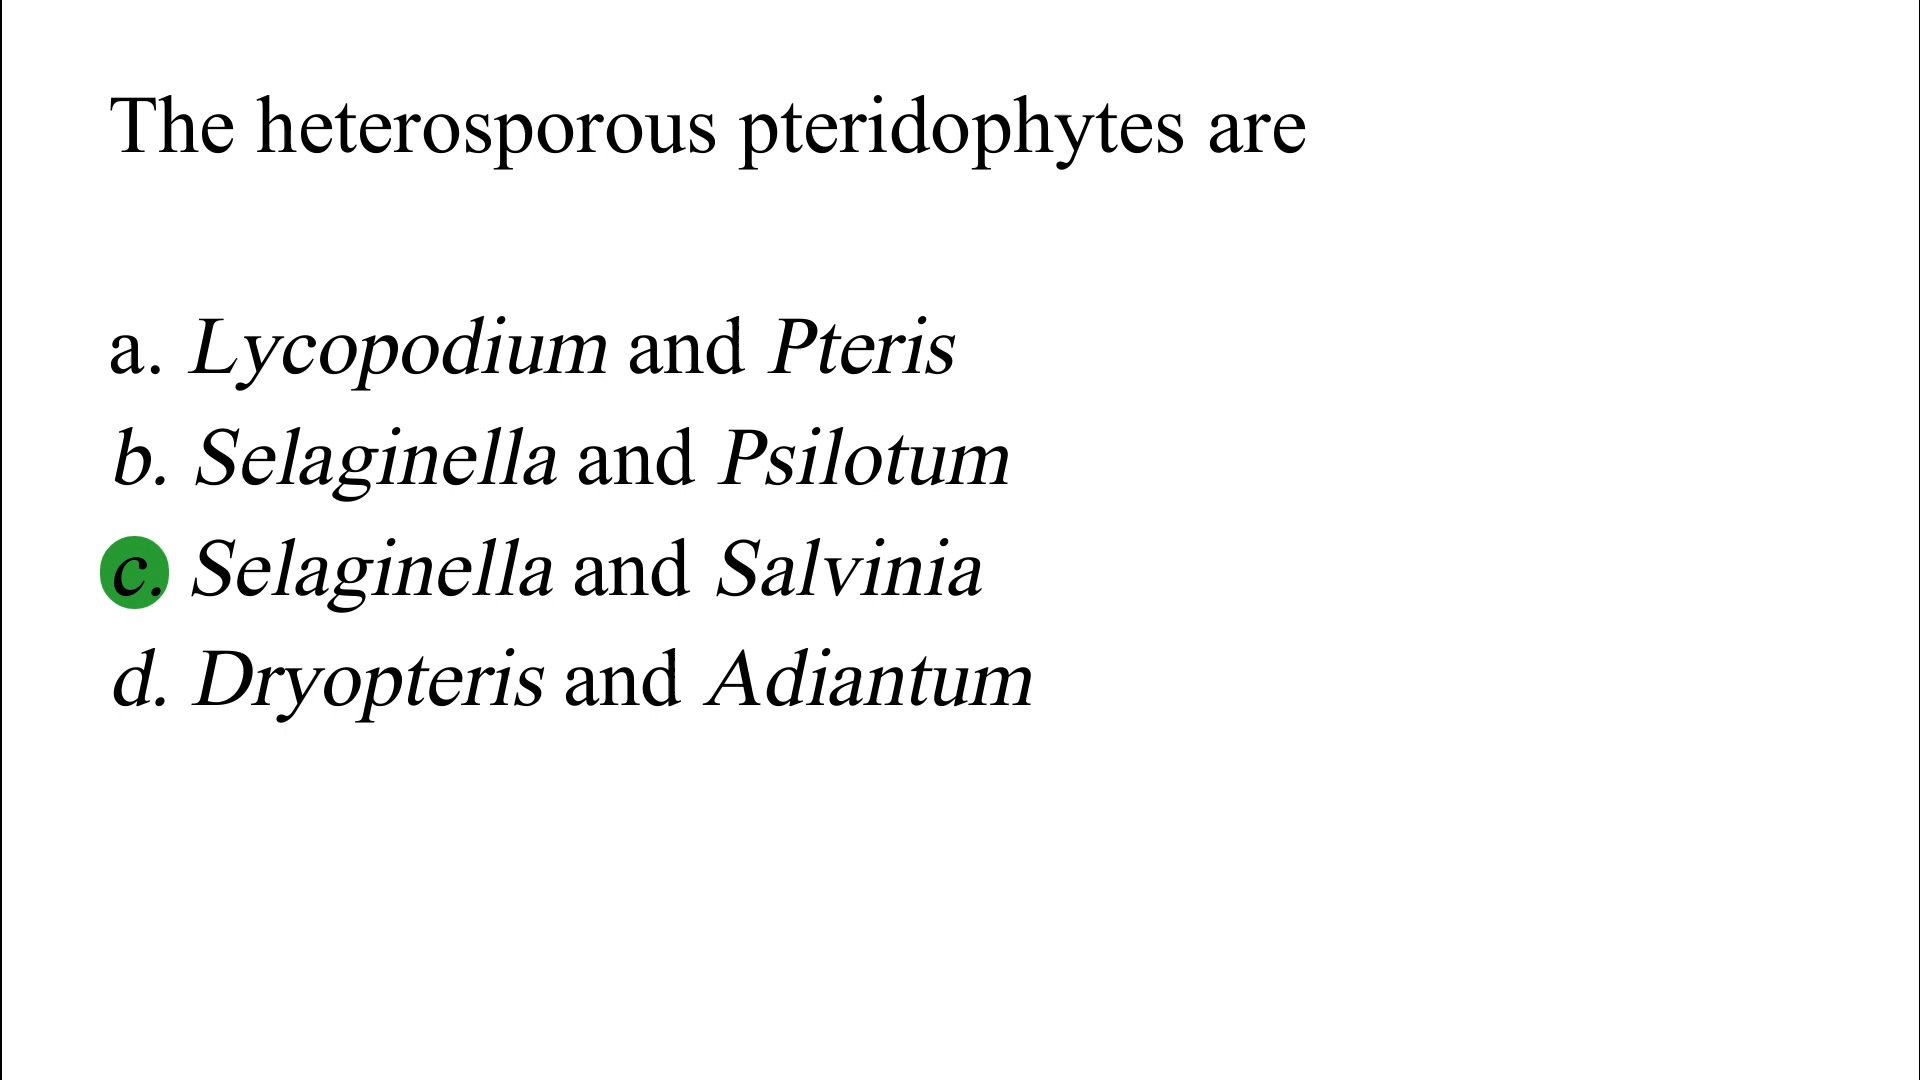 The heterosporous pteridophytes are
a. Lycopodium and Pteris
b. Selaginella and Psilotum
c. Selaginella and Salvinia
d. Dryopteris and Adiantum